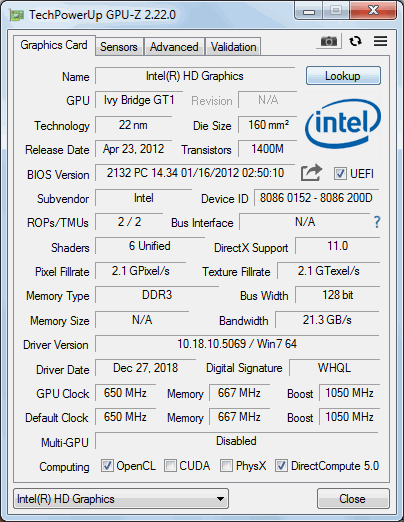 TechPowerUp GPU-Z 2.22.0
Graphics Card Sensors Advanced Validation
Name Intel(R) HD Graphics Lookup
GPU Ivy Bridge GT1 Revision N/A
Technology 22 nm Die Size 160 mm²
Release Date Apr 23, 2012 Transistors 1400M
intel
BIOS Version 2132 PC 14.34 01/16/2012 02:50:10 UEFI
Subvendor Intel Device ID 8086 0152 - 8086 200D
ROPs/TMUs 2 / 2 Bus Interface N/A ?
Shaders 6 Unified DirectX Support 11.0
Pixel Fillrate 2.1 GPixel/s Texture Fillrate 2.1 GTexel/s
Memory Type DDR3 Bus Width 128 bit
Memory Size N/A Bandwidth 21.3 GB/s
Driver Version 10.18.10.5069 / Win7 64
Driver Date Dec 27, 2018 Digital Signature WHQL
GPU Clock 650 MHz Memory 667 MHz Boost 1050 MHz
Default Clock 650 MHz Memory 667 MHz Boost 1050 MHz
Multi-GPU Disabled
Computing OpenCL CUDA PhysX DirectCompute 5.0
Intel(R) HD Graphics Close